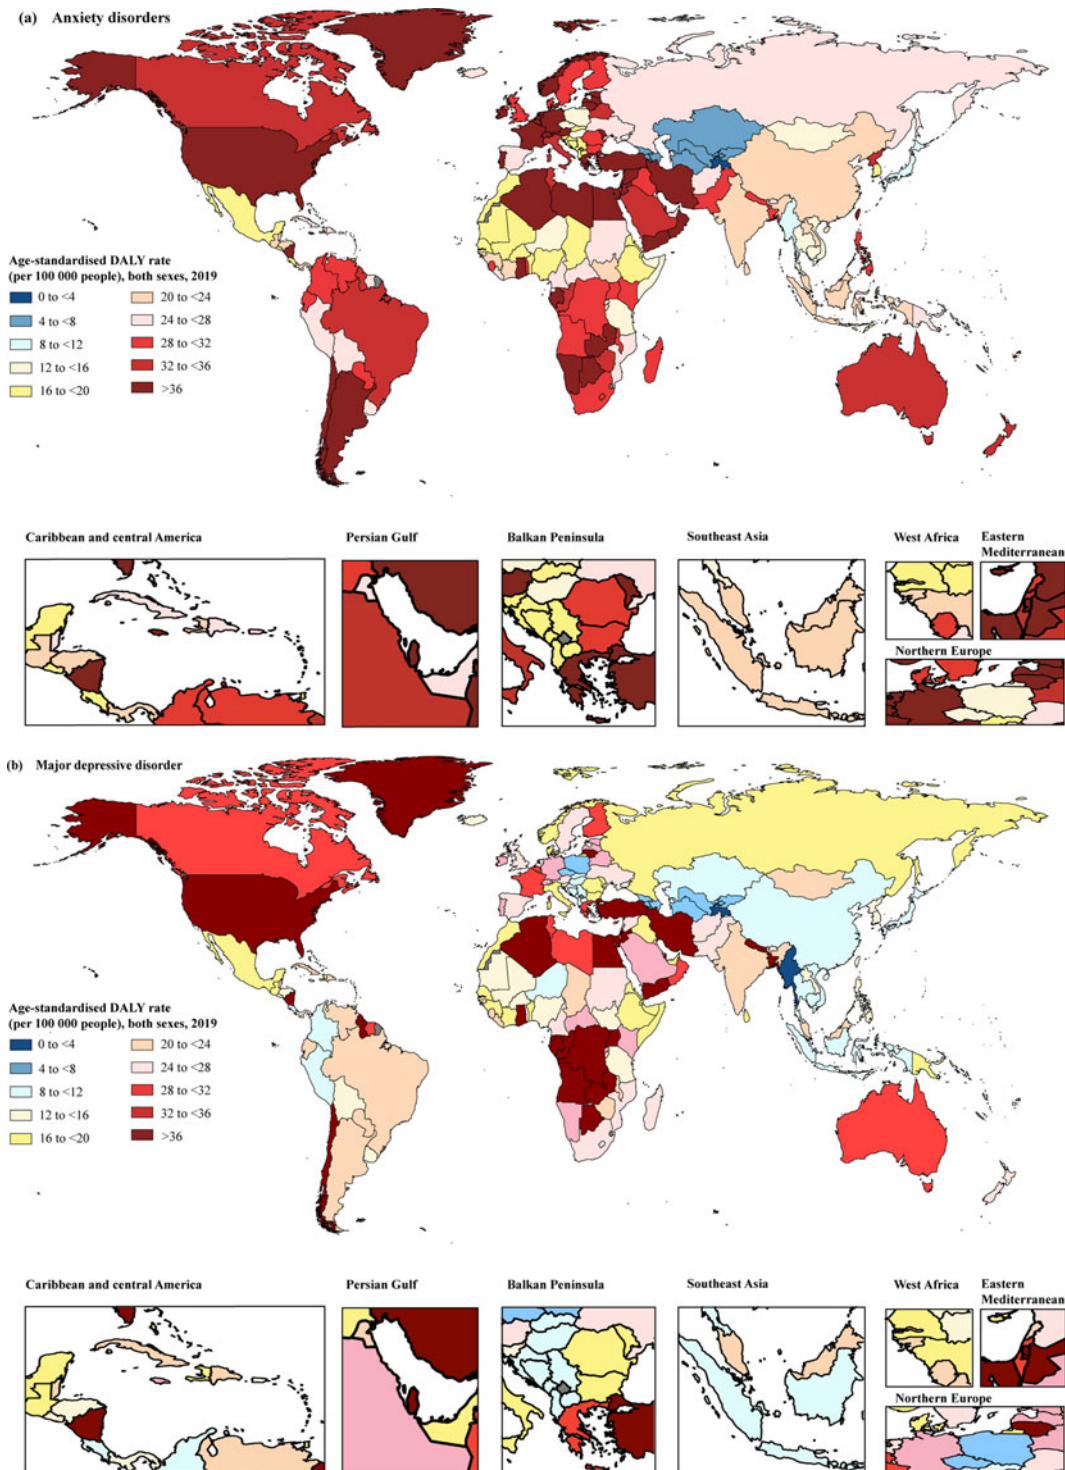 (a) Anxiety disorders
Age-standardised DALY rate
(per 100 000 people), both sexes, 2019
0 to <4 20 to <24
4 to <8 24 to <28
8 to <12 28 to <32
12 to <16 32 to <36
16 to <20 >36
Caribbean and central America Persian Gulf Balkan Peninsula Southeast Asia West Africa Eastern
Mediterranean
Northern Europe
(b) Major depressive disorder
Age-standardised DALY rate
(per 100 000 people), both sexes, 2019
0 to <4 20 to <24
4 to <8 24 to <28
8 to <12 28 to <32
12 to <16 32 to <36
16 to <20 >36
Caribbean and central America Persian Gulf Balkan Peninsula Southeast Asia West Africa Eastern
Mediterranean
Northern Europe